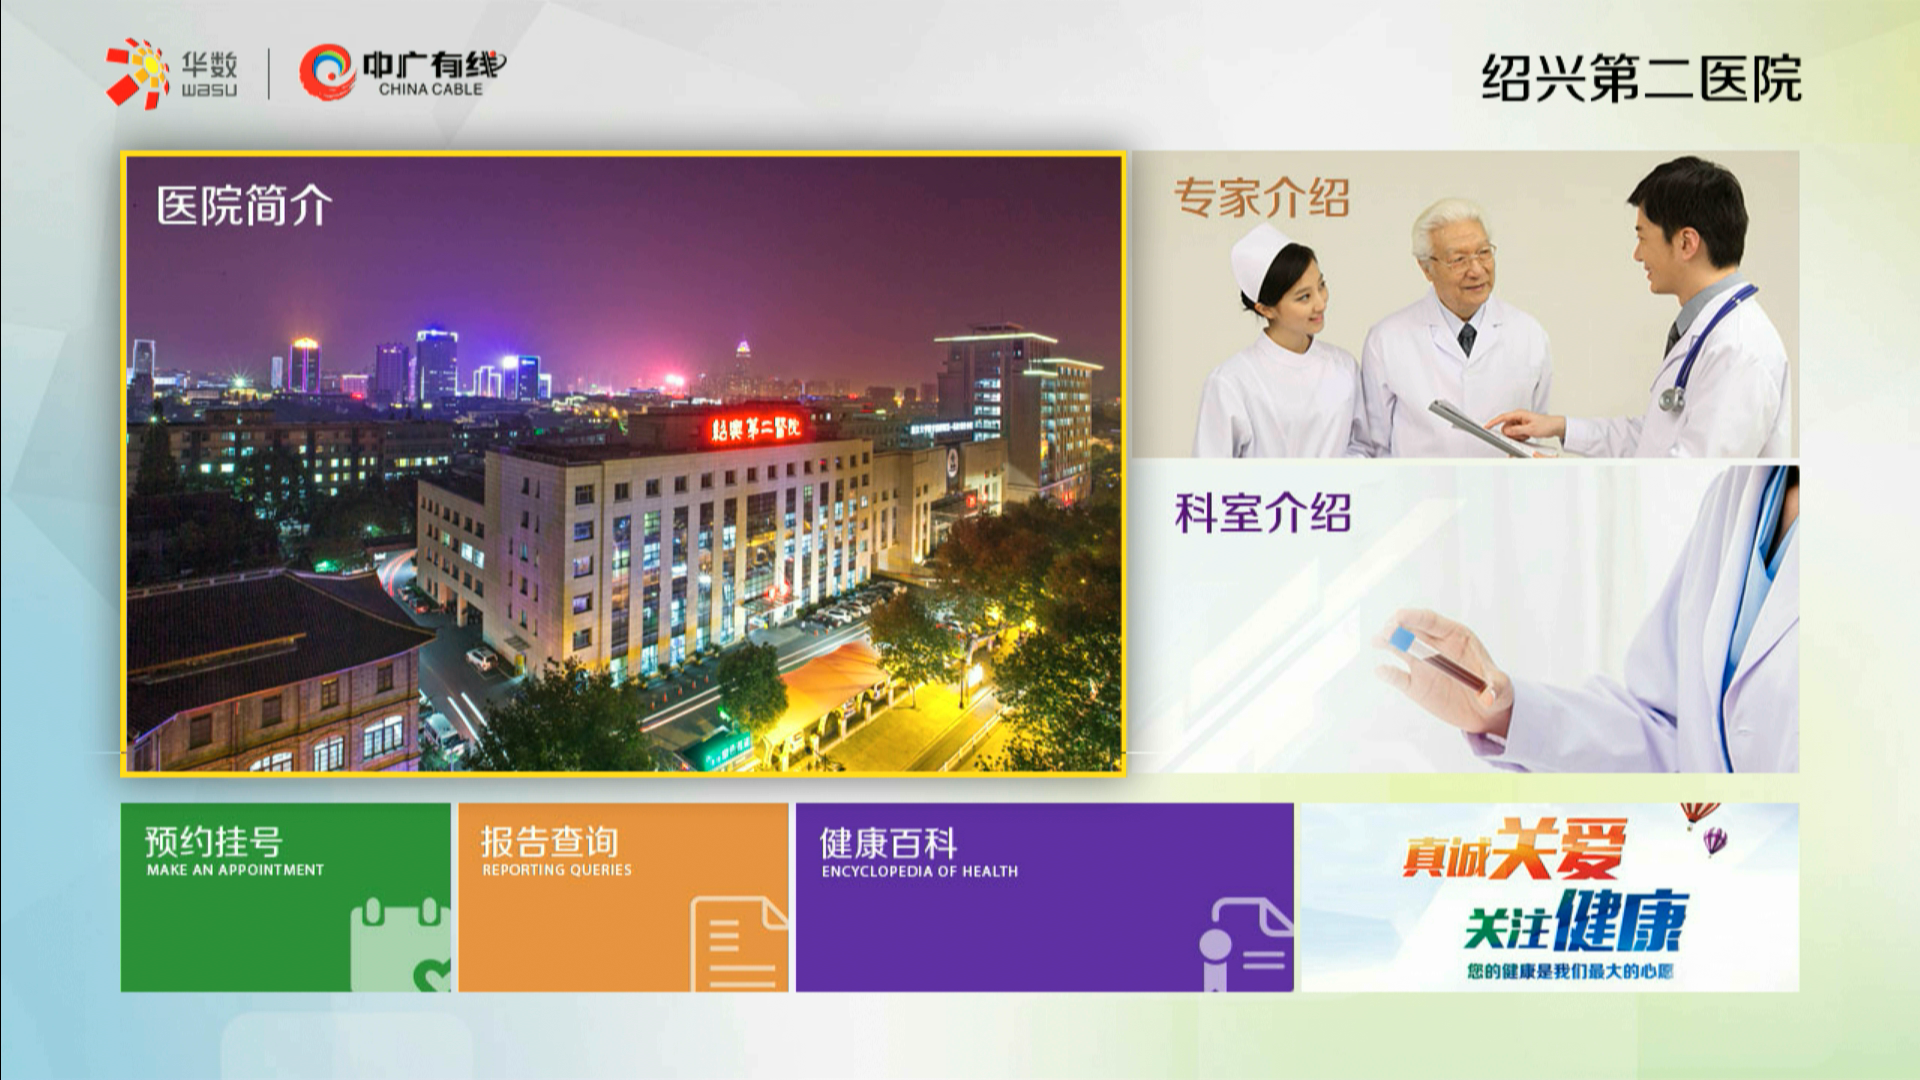 华数
wasu
中广有线
CHINA CABLE
绍兴第二医院
医院简介
紹興第二醫院
专家介绍
科室介绍
预约挂号
MAKE AN APPOINTMENT
报告查询
REPORTING QUERIES
健康百科
ENCYCLOPEDIA OF HEALTH
真诚关爱
关注健康
您的健康是我们最大的心愿